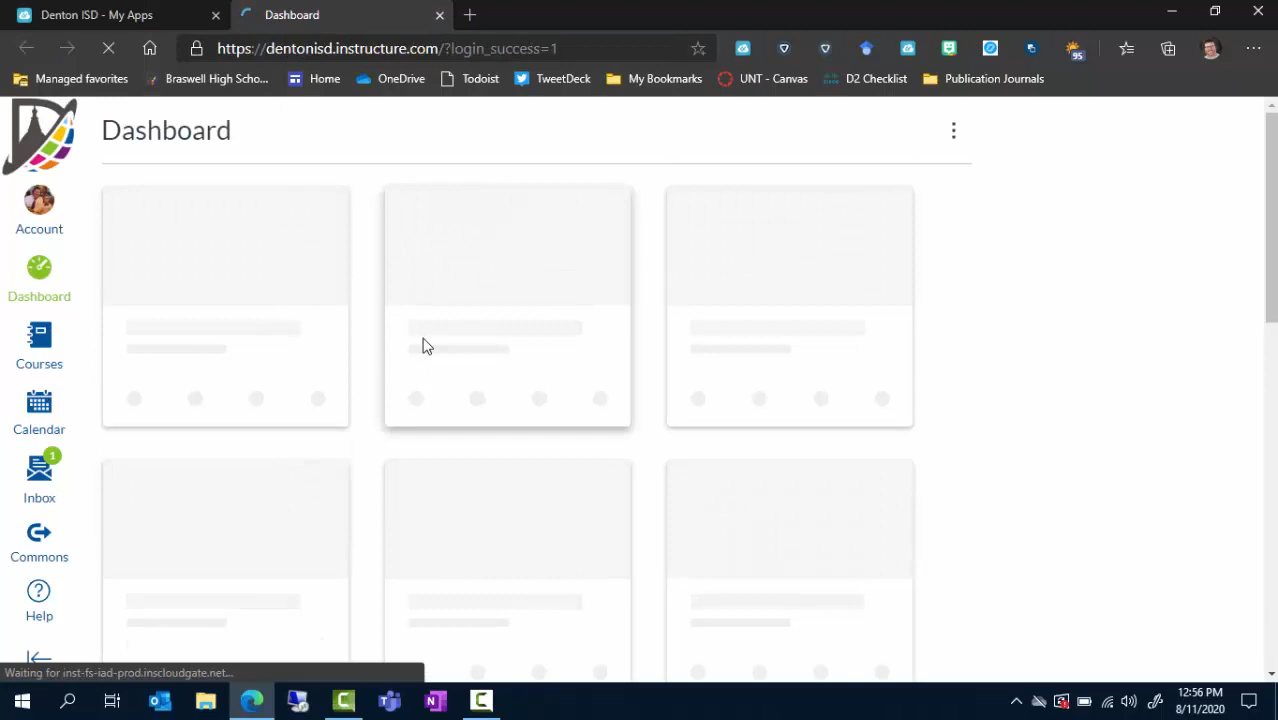 Denton ISD - My Apps
Dashboard
https://dentonisd.instructure.com/?login_success=1
95
Managed favorites
Braswell High Scho...
Home
OneDrive
Todoist
TweetDeck
My Bookmarks
UNT - Canvas
D2 Checklist
Publication Journals
Dashboard
Account
Dashboard
Courses
Calendar
1
Inbox
Commons
Help
Waiting for inst-fs-iad-prod.inscloudgate.net...
12:56 PM
8/11/2020